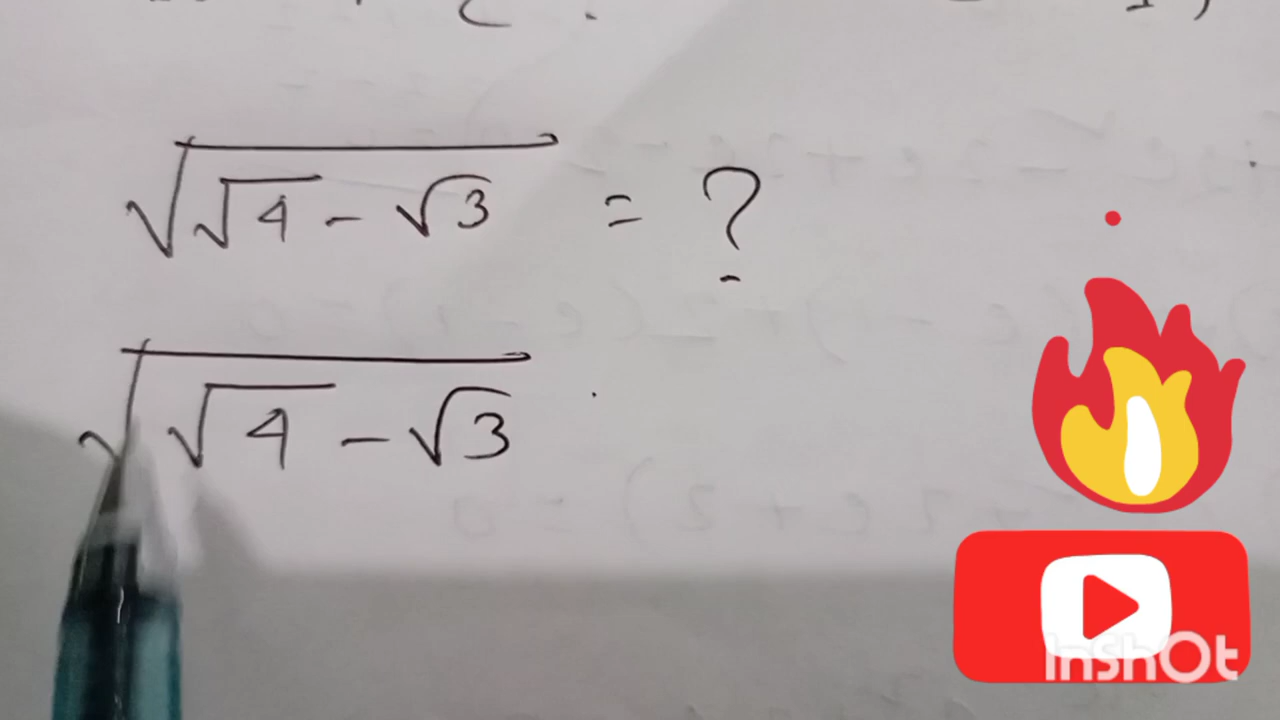 √(√4 - √3) = ?
√(√4 - √3)
InShOt